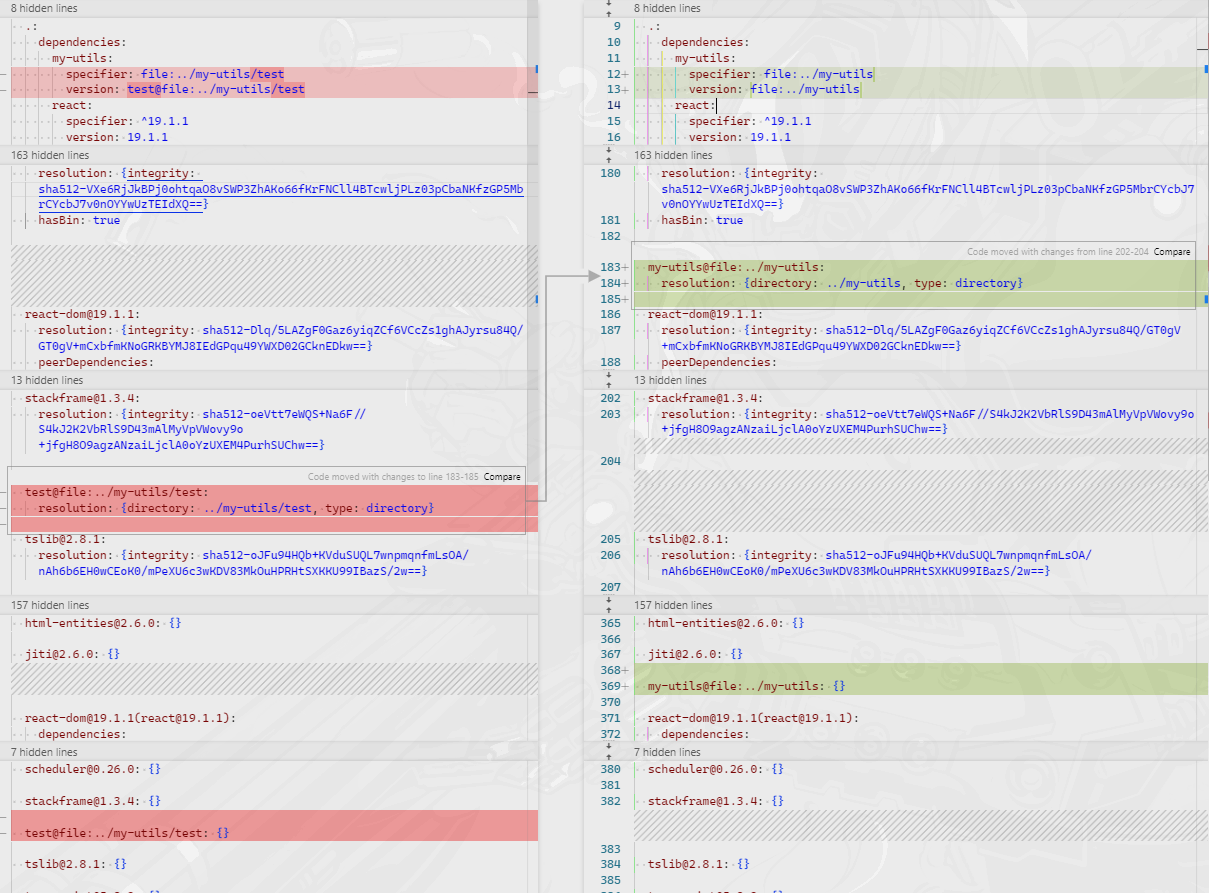 8 hidden lines
.:
dependencies:
my-utils:
specifier: file:../my-utils/test
version: test@file:../my-utils/test
react:
specifier: ^19.1.1
version: 19.1.1
163 hidden lines
resolution: {integrity:
sha512-VXe6RjJkBPj0ohtqaO8vSWP3ZhAKo66fKrFNCll4BTcwljPLz03pCbaNKfzGP5Mb
rCYcbJ7v0nOYYwUzTEIdXQ==}
hasBin: true
react-dom@19.1.1:
resolution: {integrity: sha512-Dlq/5LAZgF0Gaz6yiqZCf6VCcZs1ghAJyrsu84Q/
GT0gV+mCxbfmKNoGRKBYMJ8IEdGPqu49YWXD02GCknEDkw==}
peerDependencies:
13 hidden lines
stackframe@1.3.4:
resolution: {integrity: sha512-oeVtt7eWQS+Na6F//
S4kJ2K2VbRlS9D43mAlMyVpVWovy9o
+jfgH8O9agzANzaiLjclA0oYzUXEM4PurhSUChw==}
Code moved with changes to line 183-185 Compare
test@file:../my-utils/test:
resolution: {directory: ../my-utils/test, type: directory}
tslib@2.8.1:
resolution: {integrity: sha512-oJFu94HQb+KVduSUQL7wnpmqnfmLsOA/
nAh6b6EH0wCEoK0/mPeXU6c3wKDV83MkOuHPRHtSXKKU99IBazS/2w==}
157 hidden lines
html-entities@2.6.0: {}
jiti@2.6.0: {}
react-dom@19.1.1(react@19.1.1):
dependencies:
7 hidden lines
scheduler@0.26.0: {}
stackframe@1.3.4: {}
test@file:../my-utils/test: {}
tslib@2.8.1: {}
8 hidden lines
9 .:
10 dependencies:
11 my-utils:
12+ specifier: file:../my-utils
13+ version: file:../my-utils
14 react:
15 specifier: ^19.1.1
16 version: 19.1.1
163 hidden lines
180 resolution: {integrity:
sha512-VXe6RjJkBPj0ohtqaO8vSWP3ZhAKo66fKrFNCll4BTcwljPLz03pCbaNKfzGP5MbrCYcbJ7
v0nOYYwUzTEIdXQ==}
181 hasBin: true
182
Code moved with changes from line 202-204 Compare
183+ my-utils@file:../my-utils:
184+ resolution: {directory: ../my-utils, type: directory}
185+
186 react-dom@19.1.1:
187 resolution: {integrity: sha512-Dlq/5LAZgF0Gaz6yiqZCf6VCcZs1ghAJyrsu84Q/GT0gV
+mCxbfmKNoGRKBYMJ8IEdGPqu49YWXD02GCknEDkw==}
188 peerDependencies:
13 hidden lines
202 stackframe@1.3.4:
203 resolution: {integrity: sha512-oeVtt7eWQS+Na6F//S4kJ2K2VbRlS9D43mAlMyVpVWovy9o
+jfgH8O9agzANzaiLjclA0oYzUXEM4PurhSUChw==}
204
205 tslib@2.8.1:
206 resolution: {integrity: sha512-oJFu94HQb+KVduSUQL7wnpmqnfmLsOA/
nAh6b6EH0wCEoK0/mPeXU6c3wKDV83MkOuHPRHtSXKKU99IBazS/2w==}
207
157 hidden lines
365 html-entities@2.6.0: {}
366
367 jiti@2.6.0: {}
368+
369+ my-utils@file:../my-utils: {}
370
371 react-dom@19.1.1(react@19.1.1):
372 dependencies:
7 hidden lines
380 scheduler@0.26.0: {}
381
382 stackframe@1.3.4: {}
383
384 tslib@2.8.1: {}
385